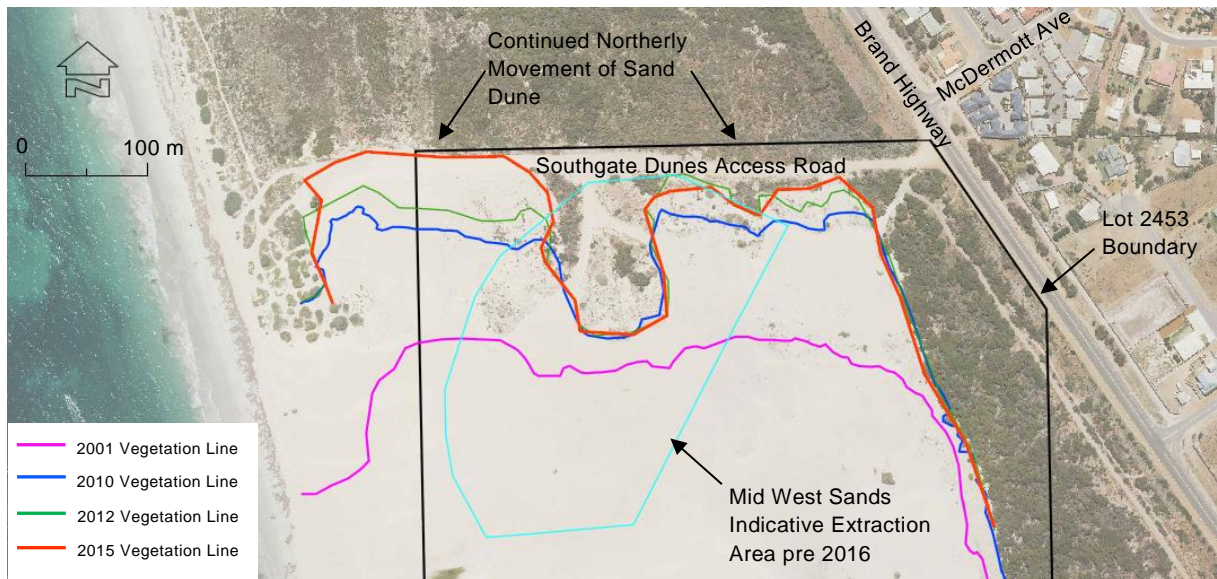 Continued Northerly
Movement of Sand
Dune
Brand Highway
McDermott Ave
0 100 m
Southgate Dunes Access Road
Lot 2453
Boundary
Mid West Sands
Indicative Extraction
Area pre 2016
2001 Vegetation Line
2010 Vegetation Line
2012 Vegetation Line
2015 Vegetation Line